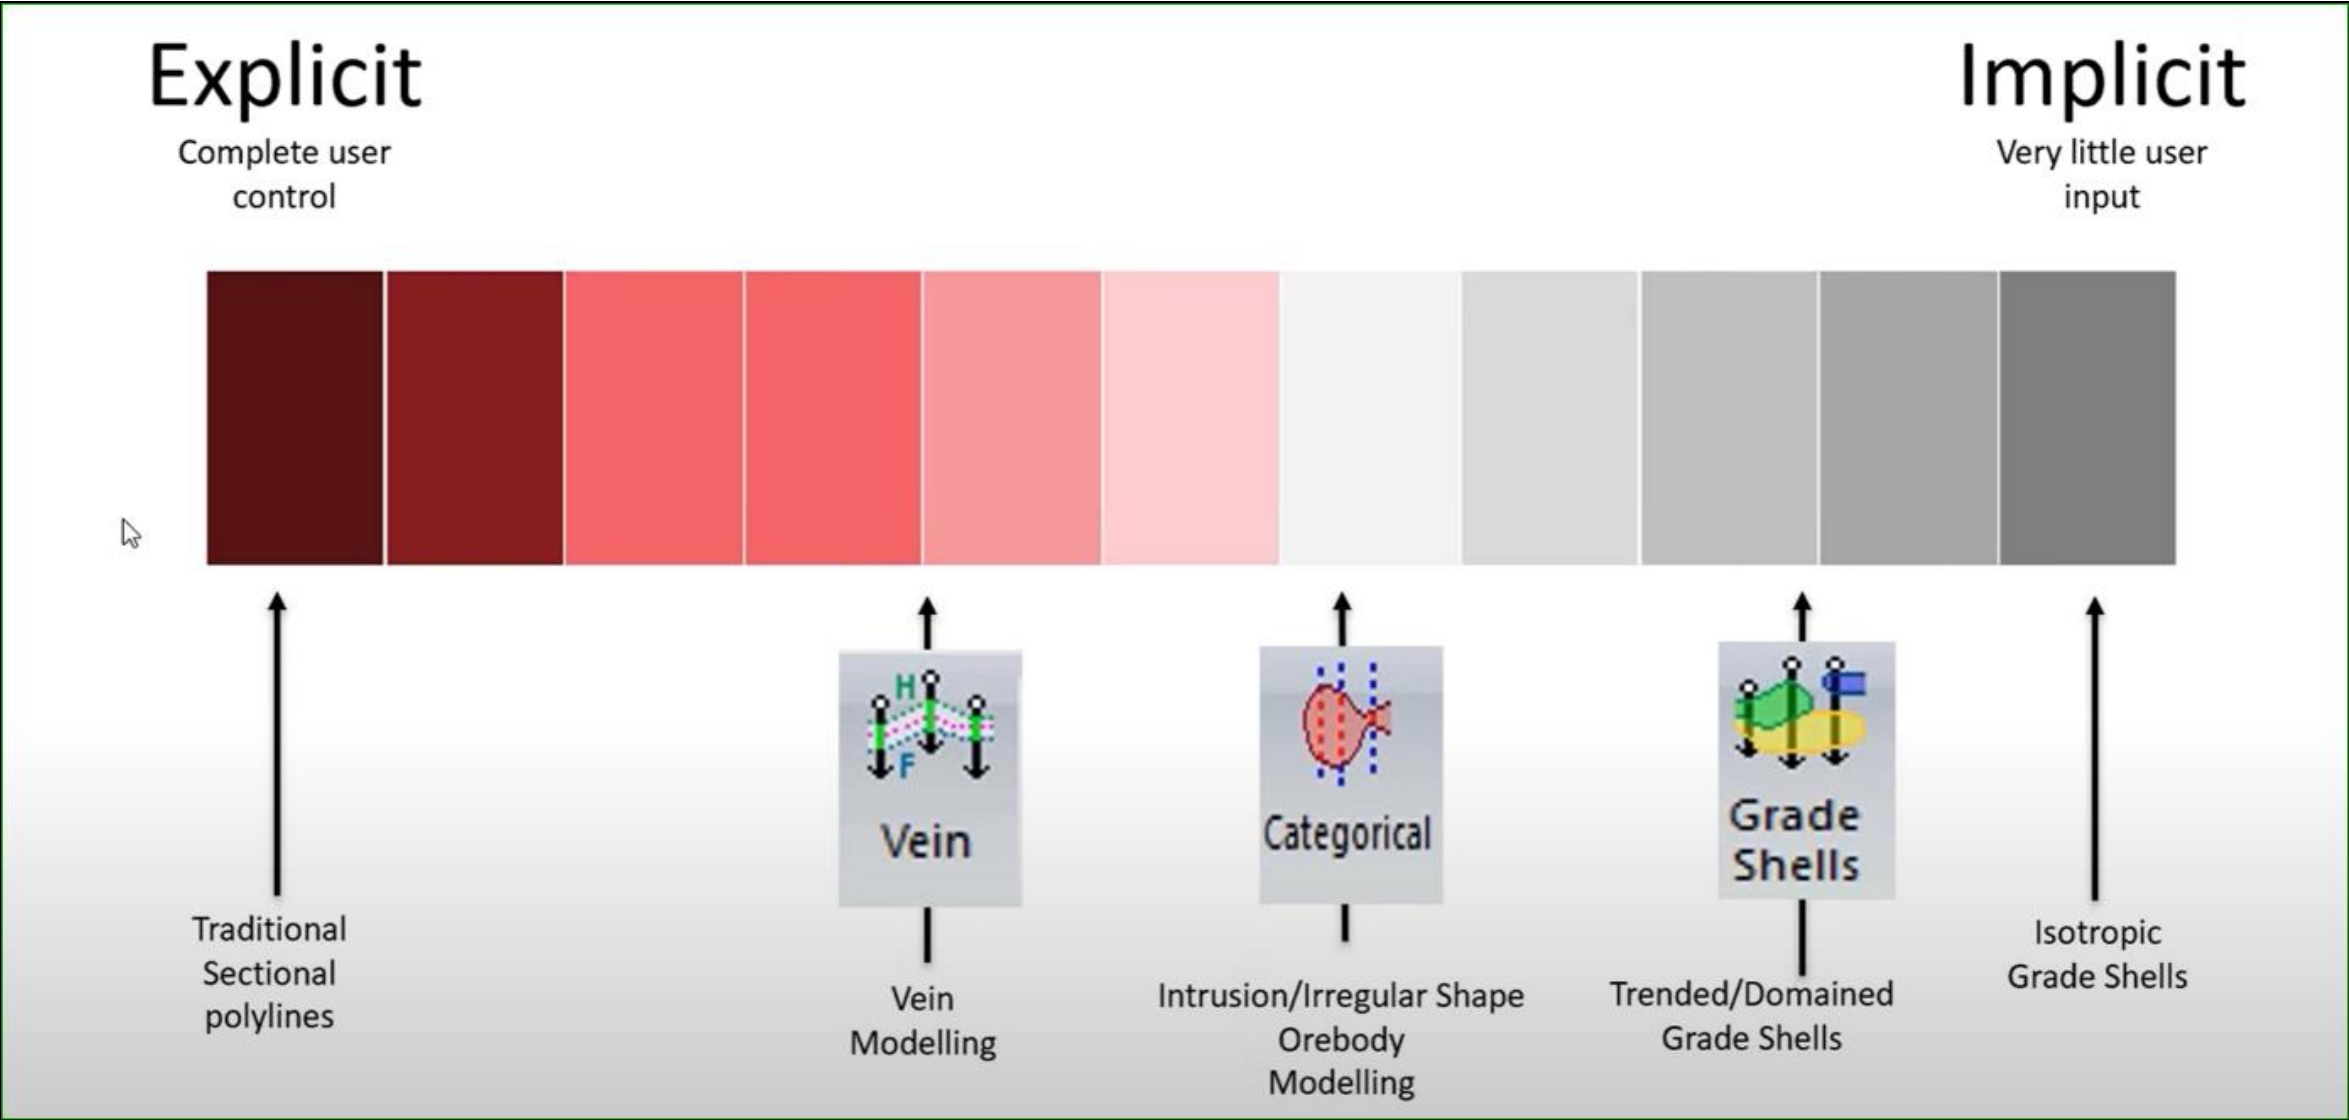 Explicit
Complete user
control
Implicit
Very little user
input
H
F
Vein
Categorical
Grade
Shells
Traditional
Sectional
polylines
Vein
Modelling
Intrusion/Irregular Shape
Orebody
Modelling
Trended/Domained
Grade Shells
Isotropic
Grade Shells